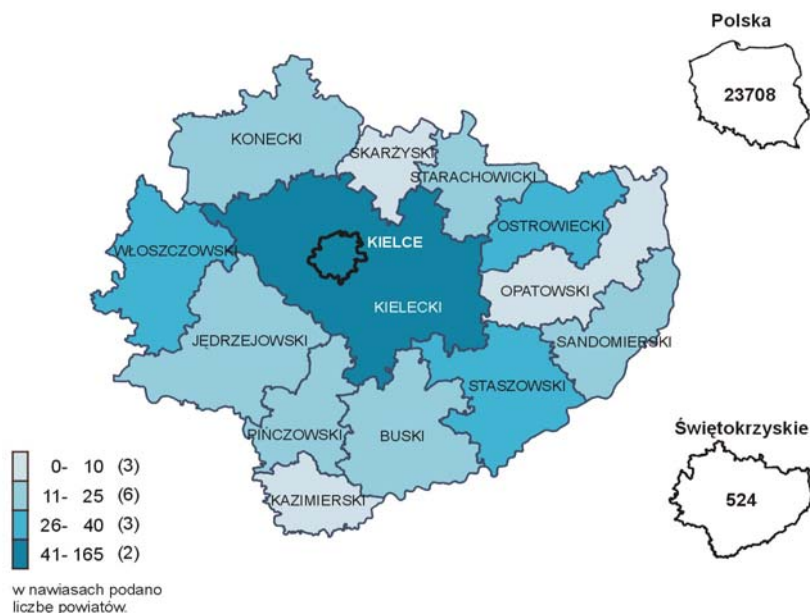 Polska
23708
KONECKI
SKARŻYSKI
STARACHOWICKI
OSTROWIECKI
WŁOSZCZOWSKI
KIELCE
OPATOWSKI
KIELECKI
JĘDRZEJOWSKI
SANDOMIERSKI
STASZOWSKI
PIŃCZOWSKI
BUSKI
KAZIMIERSKI
Świętokrzyskie
524
0- 10 (3)
11- 25 (6)
26- 40 (3)
41- 165 (2)
w nawiasach podano
liczbę powiatów.